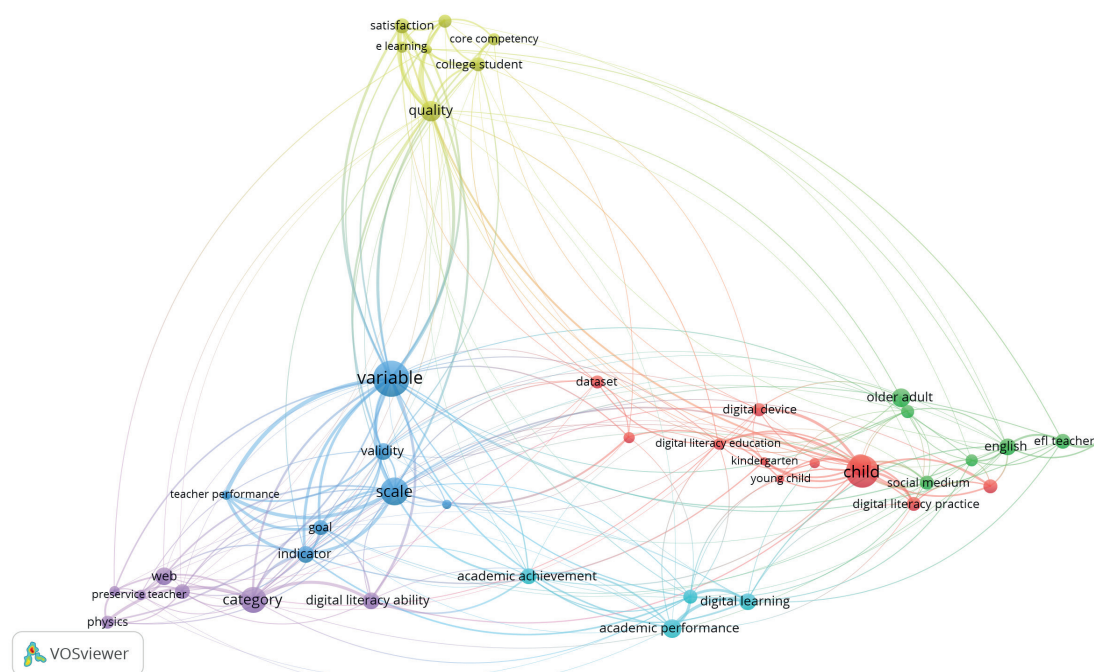 satisfaction
e learning
core competency
college student
quality
variable
dataset
older adult
digital device
validity
digital literacy education
english
efl teacher
kindergarten
child
young child
social medium
teacher performance
scale
digital literacy practice
goal
indicator
web
academic achievement
preservice teacher
category
digital literacy ability
digital learning
physics
academic performance
VOSviewer